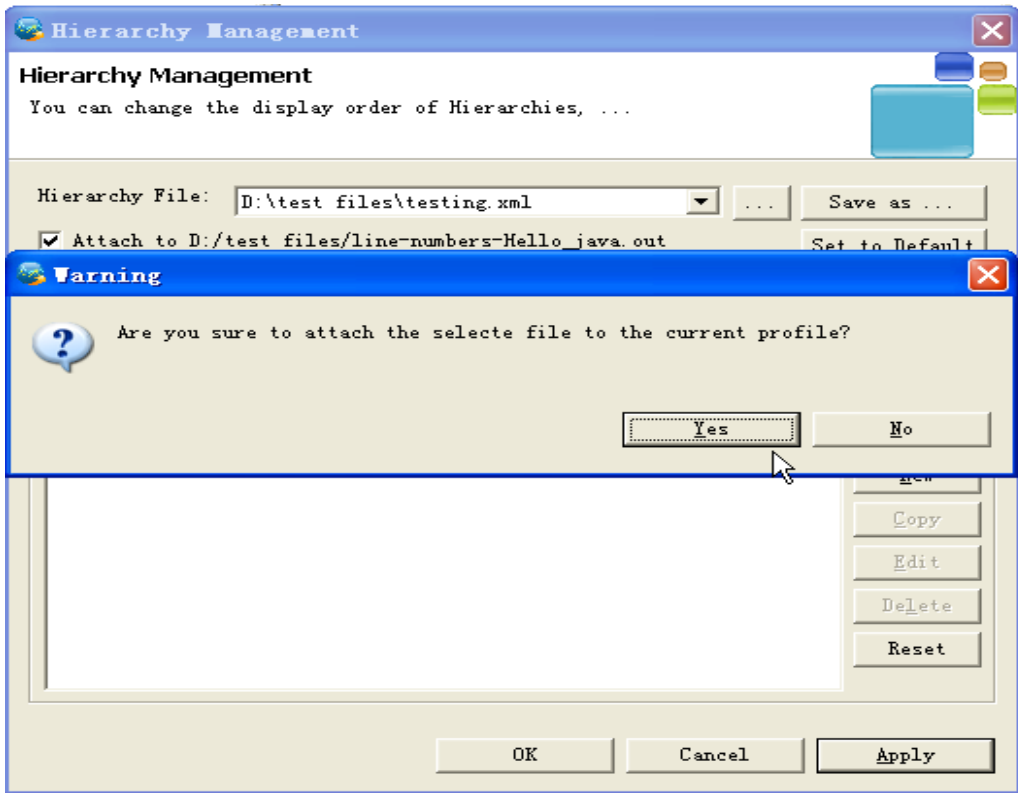 Hierarchy Management
Hierarchy Management
You can change the display order of Hierarchies, ...
Hierarchy File:
D:\test files\testing.xml
...
Save as ...
Attach to D:/test files/line-numbers-Hello_java.out
Set to Default
Warning
Are you sure to attach the selecte file to the current profile?
Yes
No
New
Copy
Edit
Delete
Reset
OK
Cancel
Apply